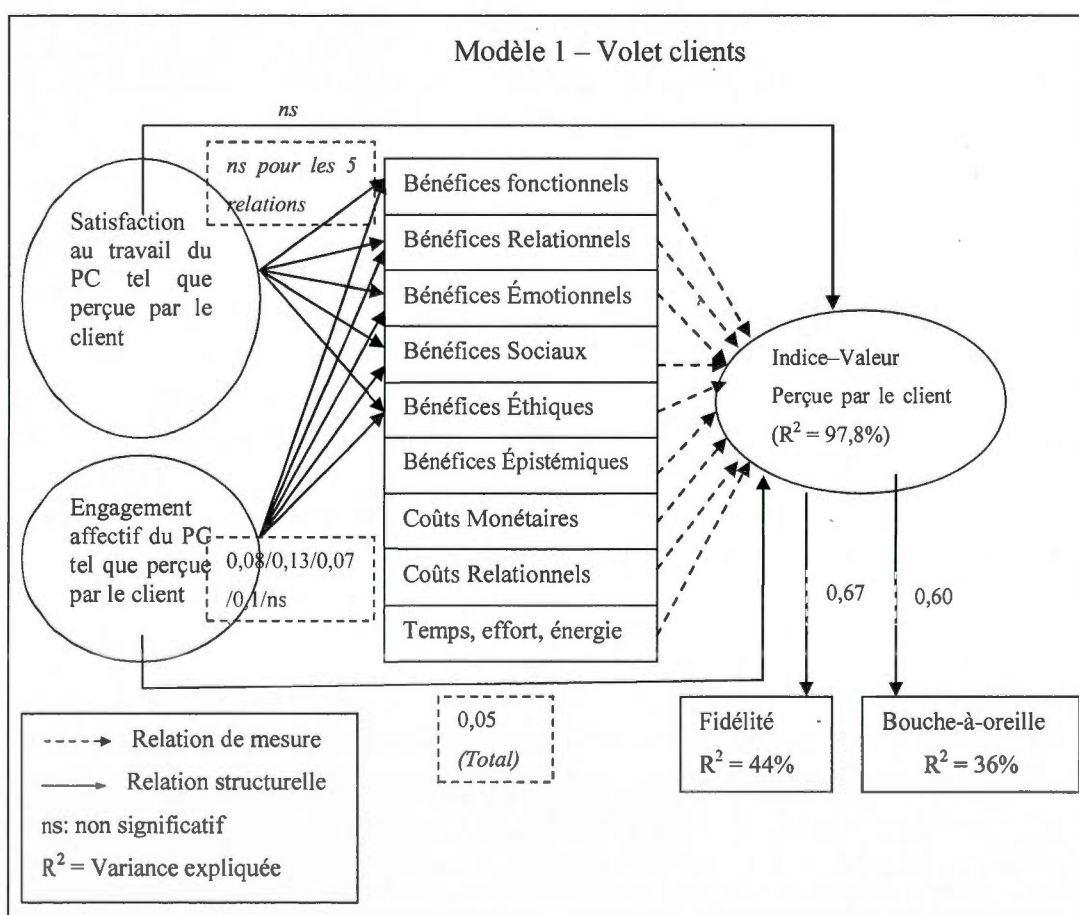 Modèle 1 – Volet clients
ns
ns pour les 5
relations
Satisfaction
au travail du
PC tel que
perçue par le
client
Engagement
affectif du PC
tel que perçue
par le client
0,08/0,13/0,07
/0,1/ns
Bénéfices fonctionnels
Bénéfices Relationnels
Bénéfices Émotionnels
Bénéfices Sociaux
Bénéfices Éthiques
Bénéfices Épistémiques
Coûts Monétaires
Coûts Relationnels
Temps, effort, énergie
Indice–Valeur
Perçue par le client
(R² = 97,8%)
0,67
0,60
0,05
(Total)
Fidélité
R² = 44%
Bouche-à-oreille
R² = 36%
Relation de mesure
Relation structurelle
ns: non significatif
R² = Variance expliquée